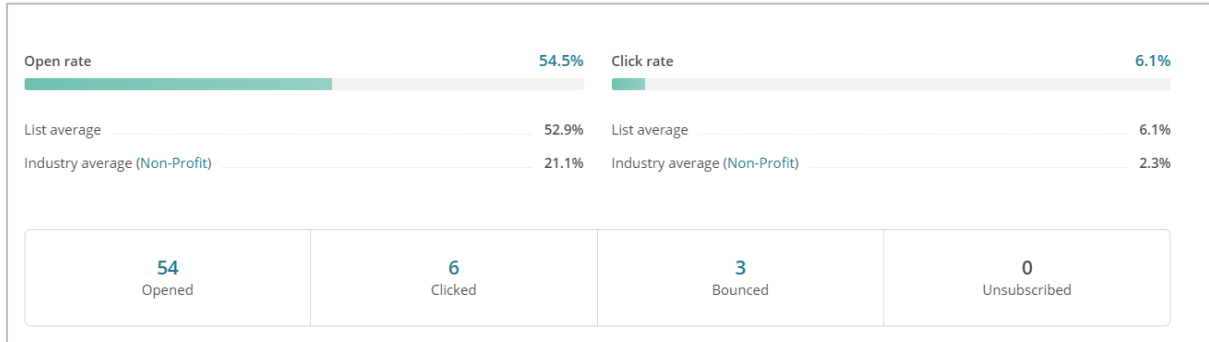 Open rate 54.5% Click rate 6.1%
List average 52.9% List average 6.1%
Industry average (Non-Profit) 21.1% Industry average (Non-Profit) 2.3%
54 6 3 0
Opened Clicked Bounced Unsubscribed